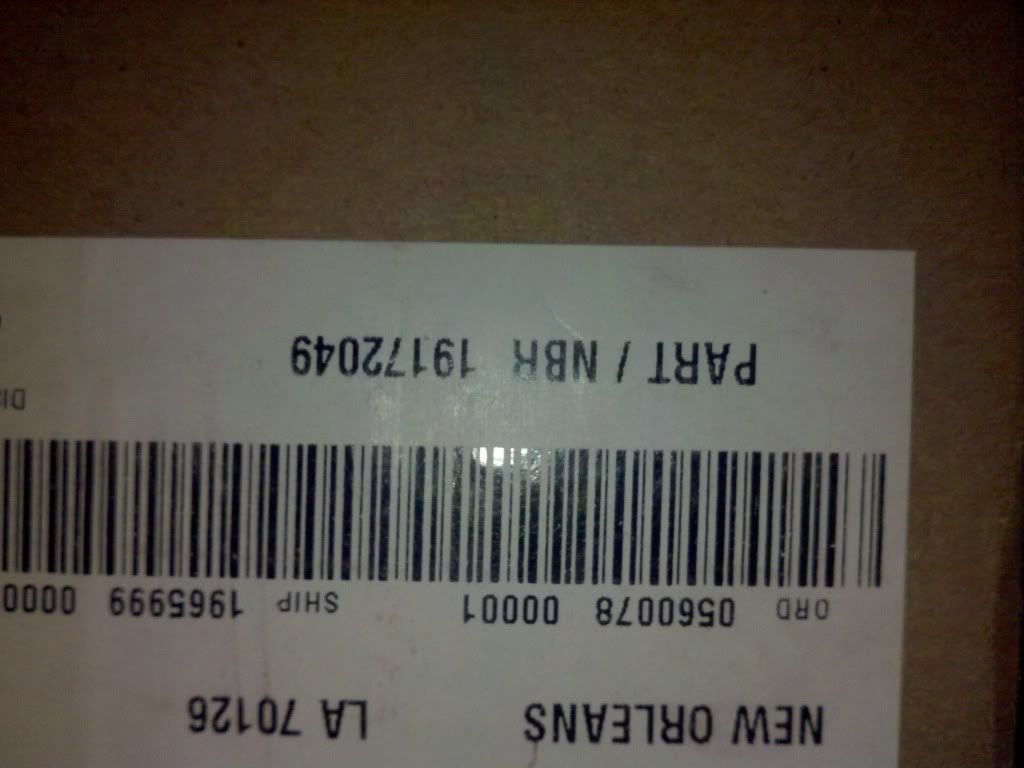 NEW ORLEANS LA 70126
ORD 0560078 00001 SHIP 1965999 0000
PART / NBR 19172049